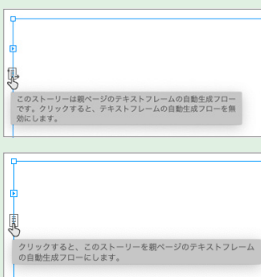 このストーリーは親ページのテキストフレームの自動生成フロー
です。クリックすると、テキストフレームの自動生成フローを無
効にします。
クリックすると、このストーリーを親ページのテキストフレーム
の自動生成フローにします。